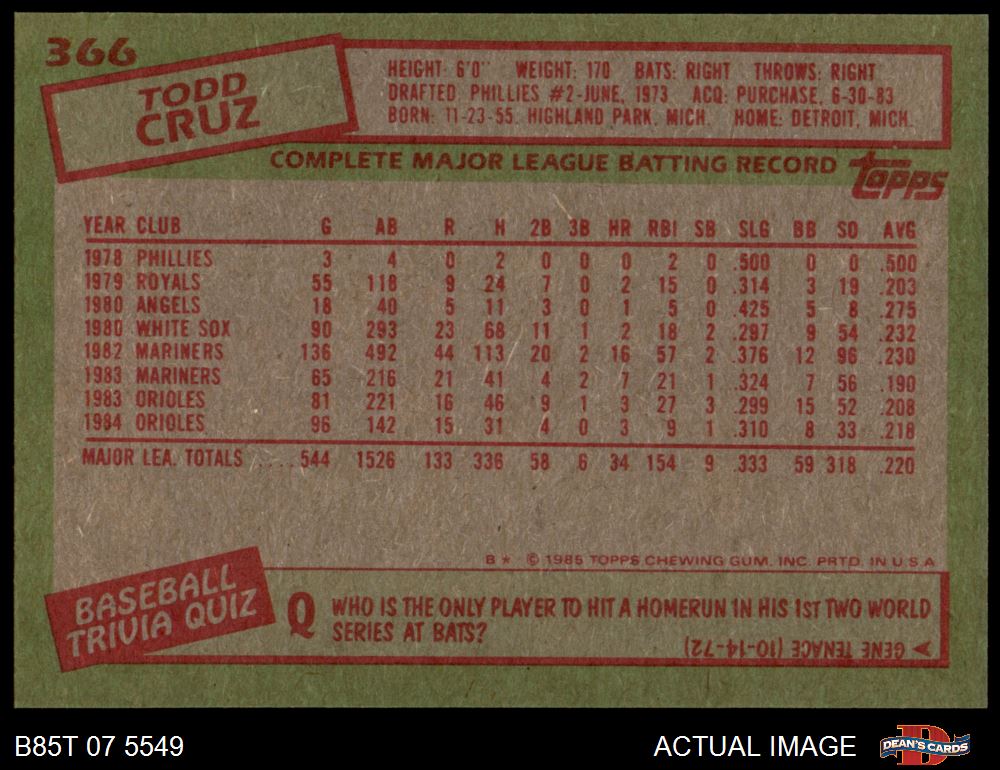 366
TODD
CRUZ
HEIGHT: 6'0" WEIGHT: 170 BATS: RIGHT THROWS: RIGHT
DRAFTED: PHILLIES #2-JUNE, 1973 ACQ: PURCHASE, 6-30-83
BORN: 11-23-55, HIGHLAND PARK, MICH. HOME: DETROIT, MICH.
COMPLETE MAJOR LEAGUE BATTING RECORD
Topps
YEAR CLUB G AB R H 2B 3B HR RBI SB SLG BB SO AVG
1978 PHILLIES 3 4 0 2 0 0 0 2 0 .500 0 0 .500
1979 ROYALS 55 118 9 24 7 0 2 15 0 .314 3 19 .203
1980 ANGELS 18 40 5 11 3 0 1 5 0 .425 5 8 .275
1980 WHITE SOX 90 293 23 68 11 1 2 18 2 .297 9 54 .232
1982 MARINERS 136 492 44 113 20 2 16 57 2 .376 12 96 .230
1983 MARINERS 65 216 21 41 4 2 7 21 1 .324 7 56 .190
1983 ORIOLES 81 221 16 46 9 1 3 27 3 .299 15 52 .208
1984 ORIOLES 96 142 15 31 4 0 3 9 1 .310 8 33 .218
MAJOR LEA. TOTALS ..... 544 1526 133 336 58 6 34 154 9 .333 59 318 .220
B* © 1985 TOPPS CHEWING GUM, INC. PRTD. IN U.S.A
BASEBALL
TRIVIA QUIZ
Q WHO IS THE ONLY PLAYER TO HIT A HOMERUN IN HIS 1ST TWO WORLD
SERIES AT BATS?
GENE TENACE (10-14-72)
B85T 07 5549
ACTUAL IMAGE
D
DEAN'S CARDS